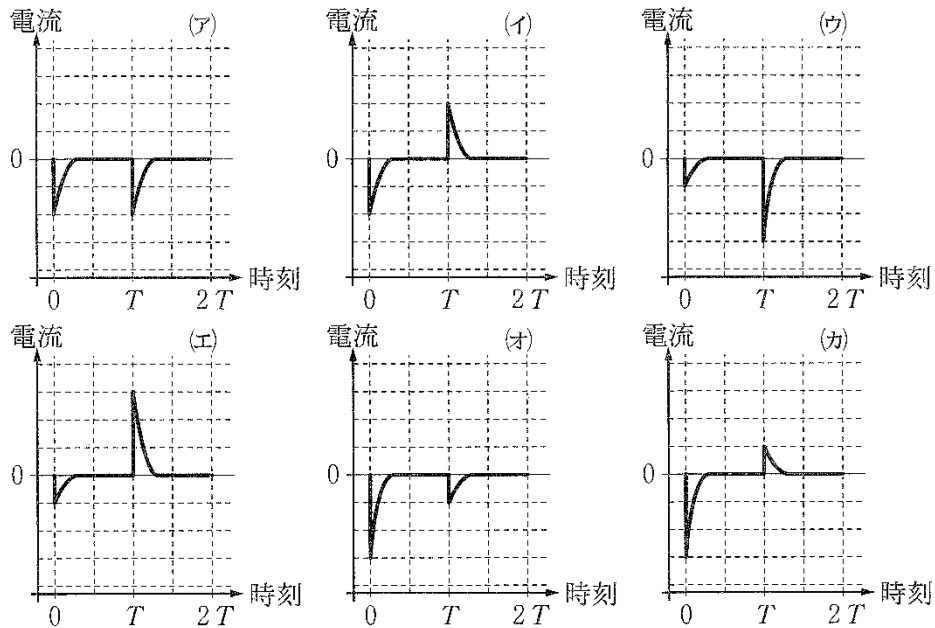 電流 (ア)
0
0 T 2T 時刻
電流 (イ)
0
0 T 2T 時刻
電流 (ウ)
0
0 T 2T 時刻
電流 (エ)
0
0 T 2T 時刻
電流 (オ)
0
0 T 2T 時刻
電流 (カ)
0
0 T 2T 時刻